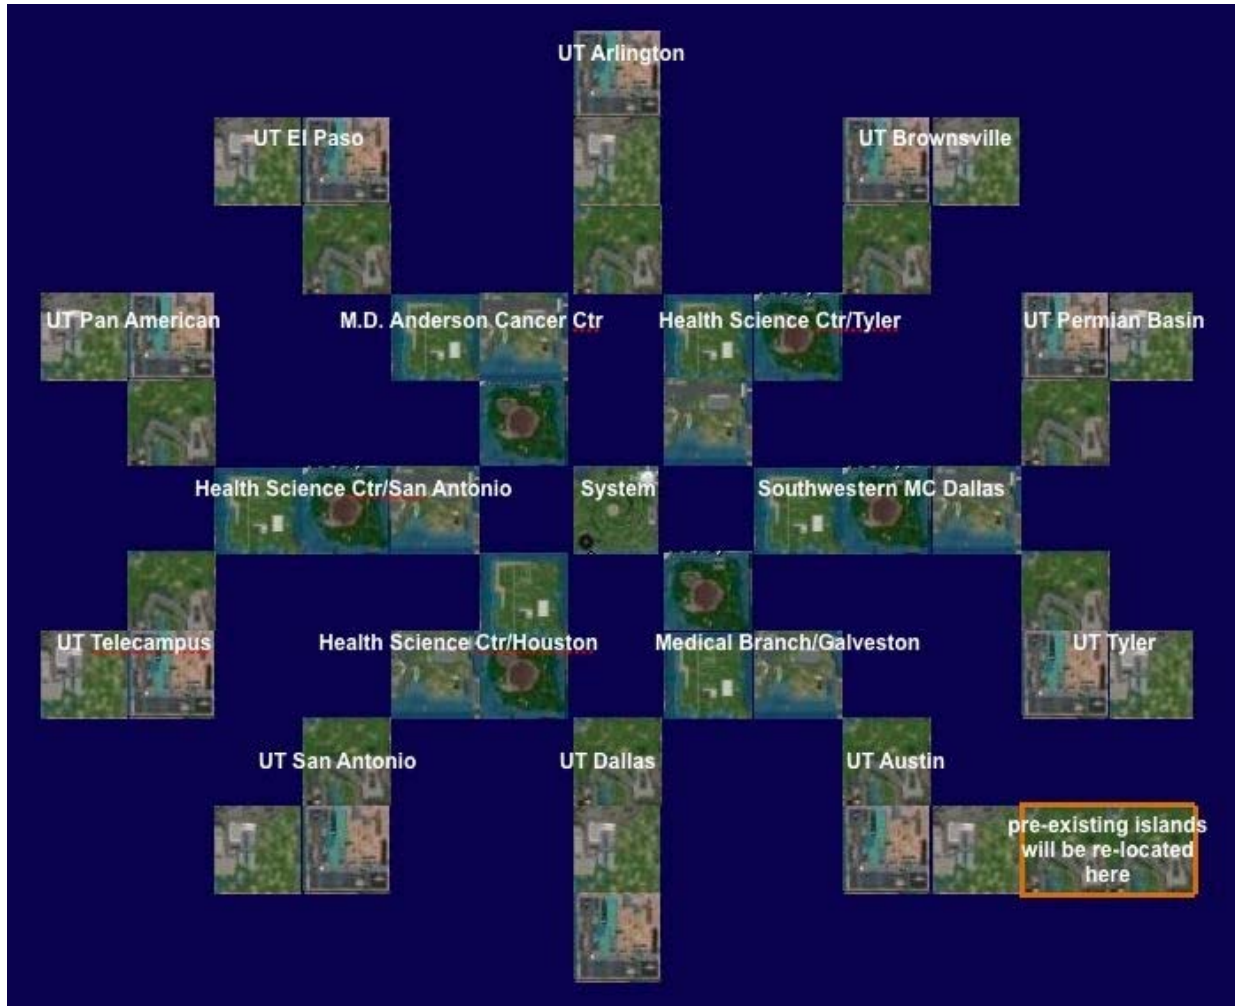 UT Arlington
UT El Paso
UT Brownsville
UT Pan American
M.D. Anderson Cancer Ctr
Health Science Ctr/Tyler
UT Permian Basin
Health Science Ctr/San Antonio
System
Southwestern MC Dallas
UT Telecampus
Health Science Ctr/Houston
Medical Branch/Galveston
UT Tyler
UT San Antonio
UT Dallas
UT Austin
pre-existing islands
will be re-located
here